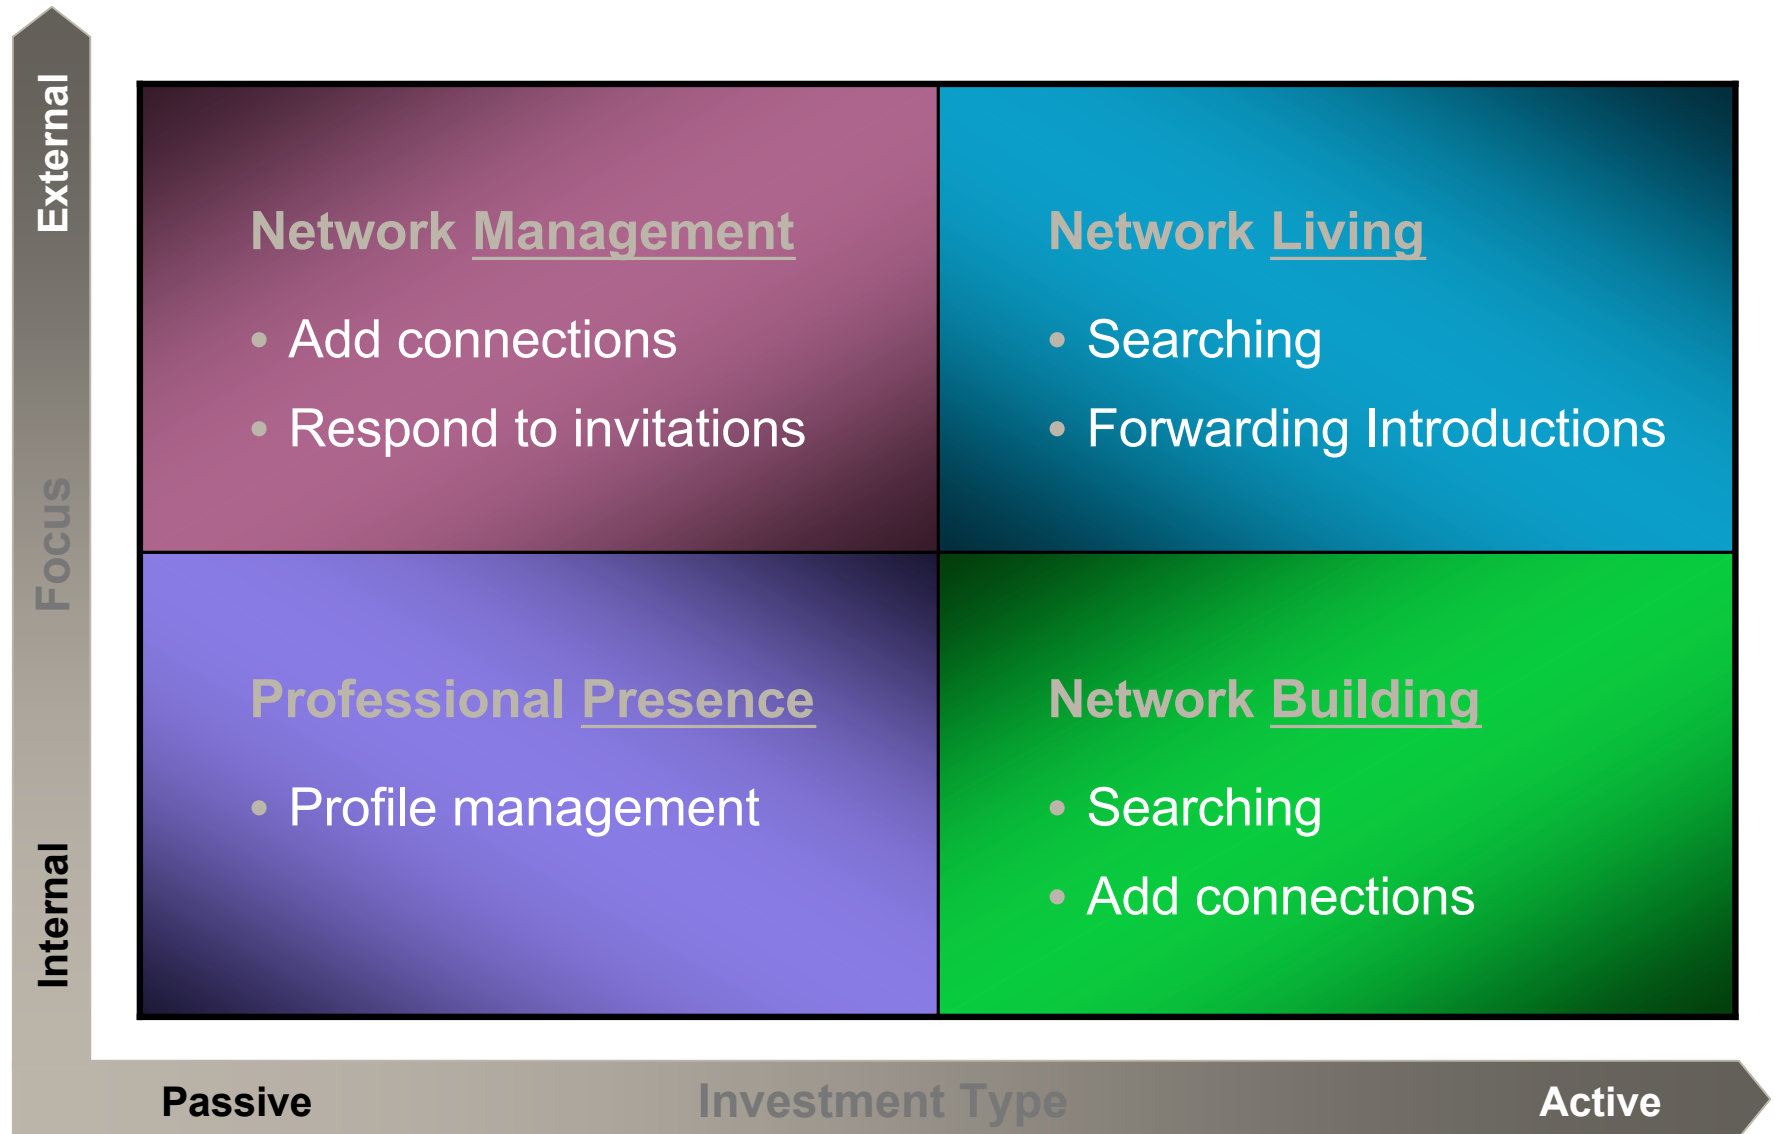 External
Focus
Internal
Network Management
• Add connections
• Respond to invitations
Network Living
• Searching
• Forwarding Introductions
Professional Presence
• Profile management
Network Building
• Searching
• Add connections
Passive
Investment Type
Active